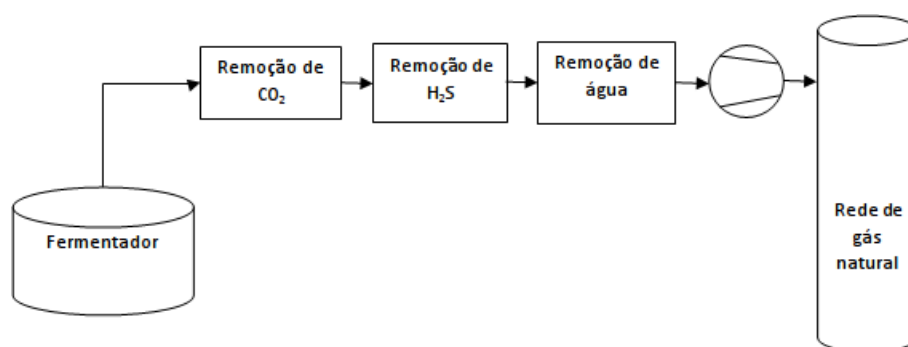 Remoção de
CO₂
Remoção de
H₂S
Remoção de
água
Fermentador
Rede de
gás
natural